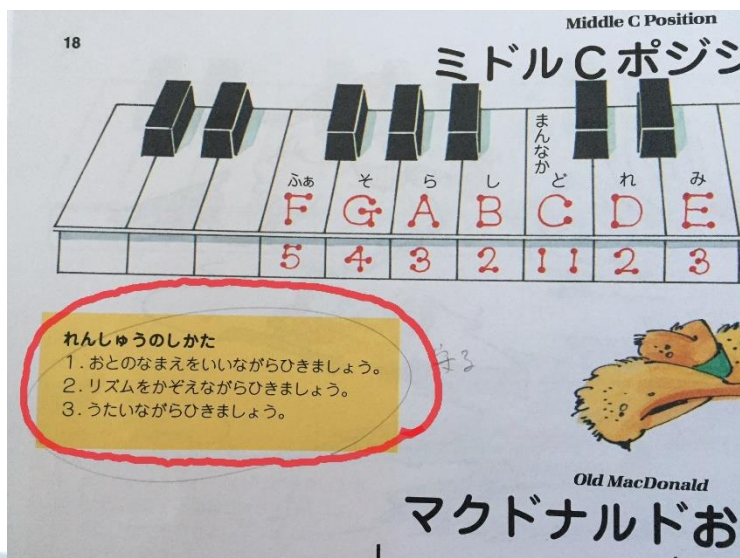 18
Middle C Position
ミドルCポジシ
まんなか
ふぁ そ ら し ど れ み
F G A B C D E
5 4 3 2 1 1 2 3
れんしゅうのしかた
1. おとのなまえをいいながらひきましょう。
2. リズムをかぞえながらひきましょう。
3. うたいながらひきましょう。
Old MacDonald
マクドナルドお